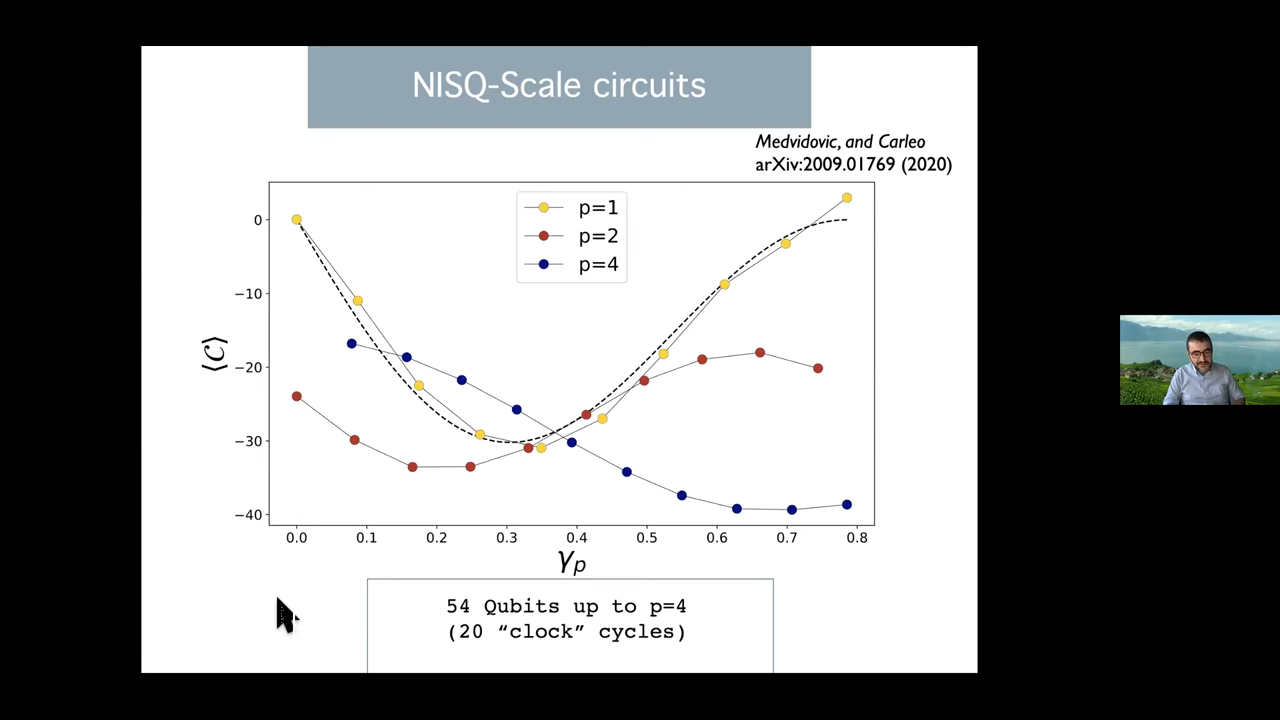 NISQ-Scale circuits
Medvidovic, and Carleo
arXiv:2009.01769 (2020)
p=1
p=2
p=4
0
−10
−20
−30
−40
⟨C⟩
0.0 0.1 0.2 0.3 0.4 0.5 0.6 0.7 0.8
γp
54 Qubits up to p=4
(20 “clock” cycles)